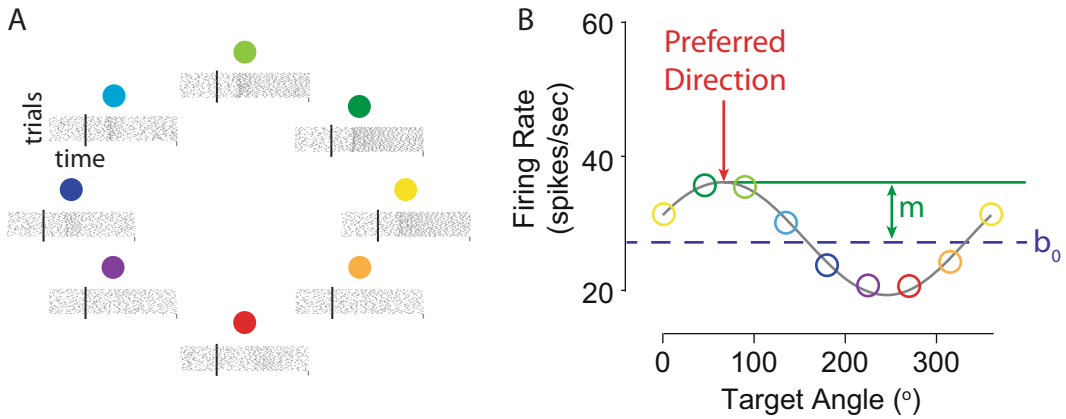 A
trials
time
B
Firing Rate
(spikes/sec)
60
40
20
Preferred
Direction
m
b₀
0
100
200
300
Target Angle (°)